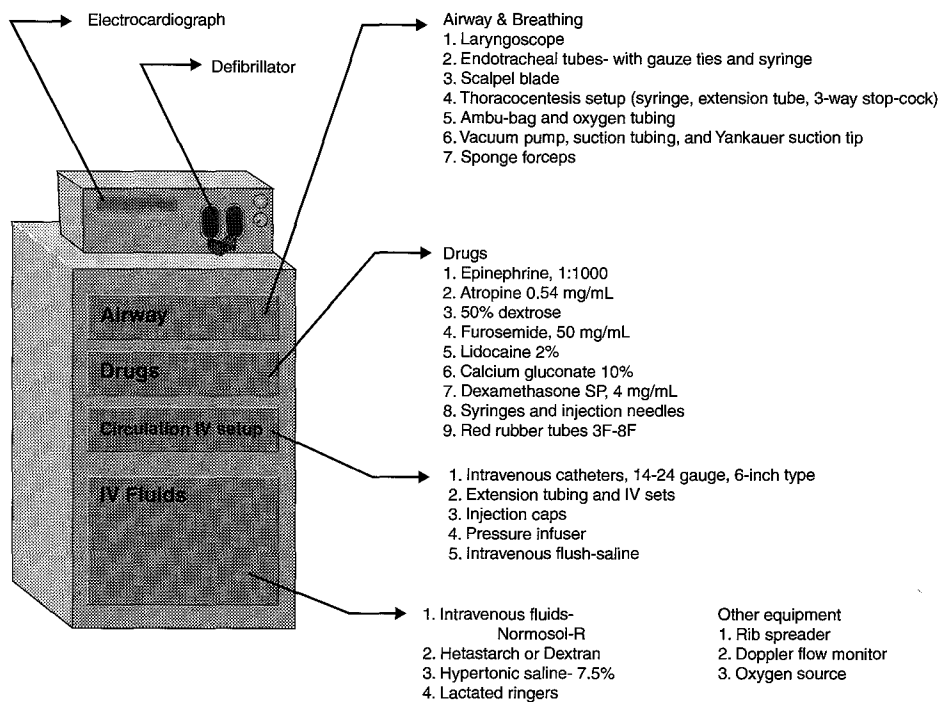 Electrocardiograph
Defibrillator
Airway & Breathing
1. Laryngoscope
2. Endotracheal tubes- with gauze ties and syringe
3. Scalpel blade
4. Thoracocentesis setup (syringe, extension tube, 3-way stop-cock)
5. Ambu-bag and oxygen tubing
6. Vacuum pump, suction tubing, and Yankauer suction tip
7. Sponge forceps
Airway
Drugs
Circulation IV setup
IV Fluids
Drugs
1. Epinephrine, 1:1000
2. Atropine 0.54 mg/mL
3. 50% dextrose
4. Furosemide, 50 mg/mL
5. Lidocaine 2%
6. Calcium gluconate 10%
7. Dexamethasone SP, 4 mg/mL
8. Syringes and injection needles
9. Red rubber tubes 3F-8F
1. Intravenous catheters, 14-24 gauge, 6-inch type
2. Extension tubing and IV sets
3. Injection caps
4. Pressure infuser
5. Intravenous flush-saline
1. Intravenous fluids-
Normosol-R
2. Hetastarch or Dextran
3. Hypertonic saline- 7.5%
4. Lactated ringers
Other equipment
1. Rib spreader
2. Doppler flow monitor
3. Oxygen source